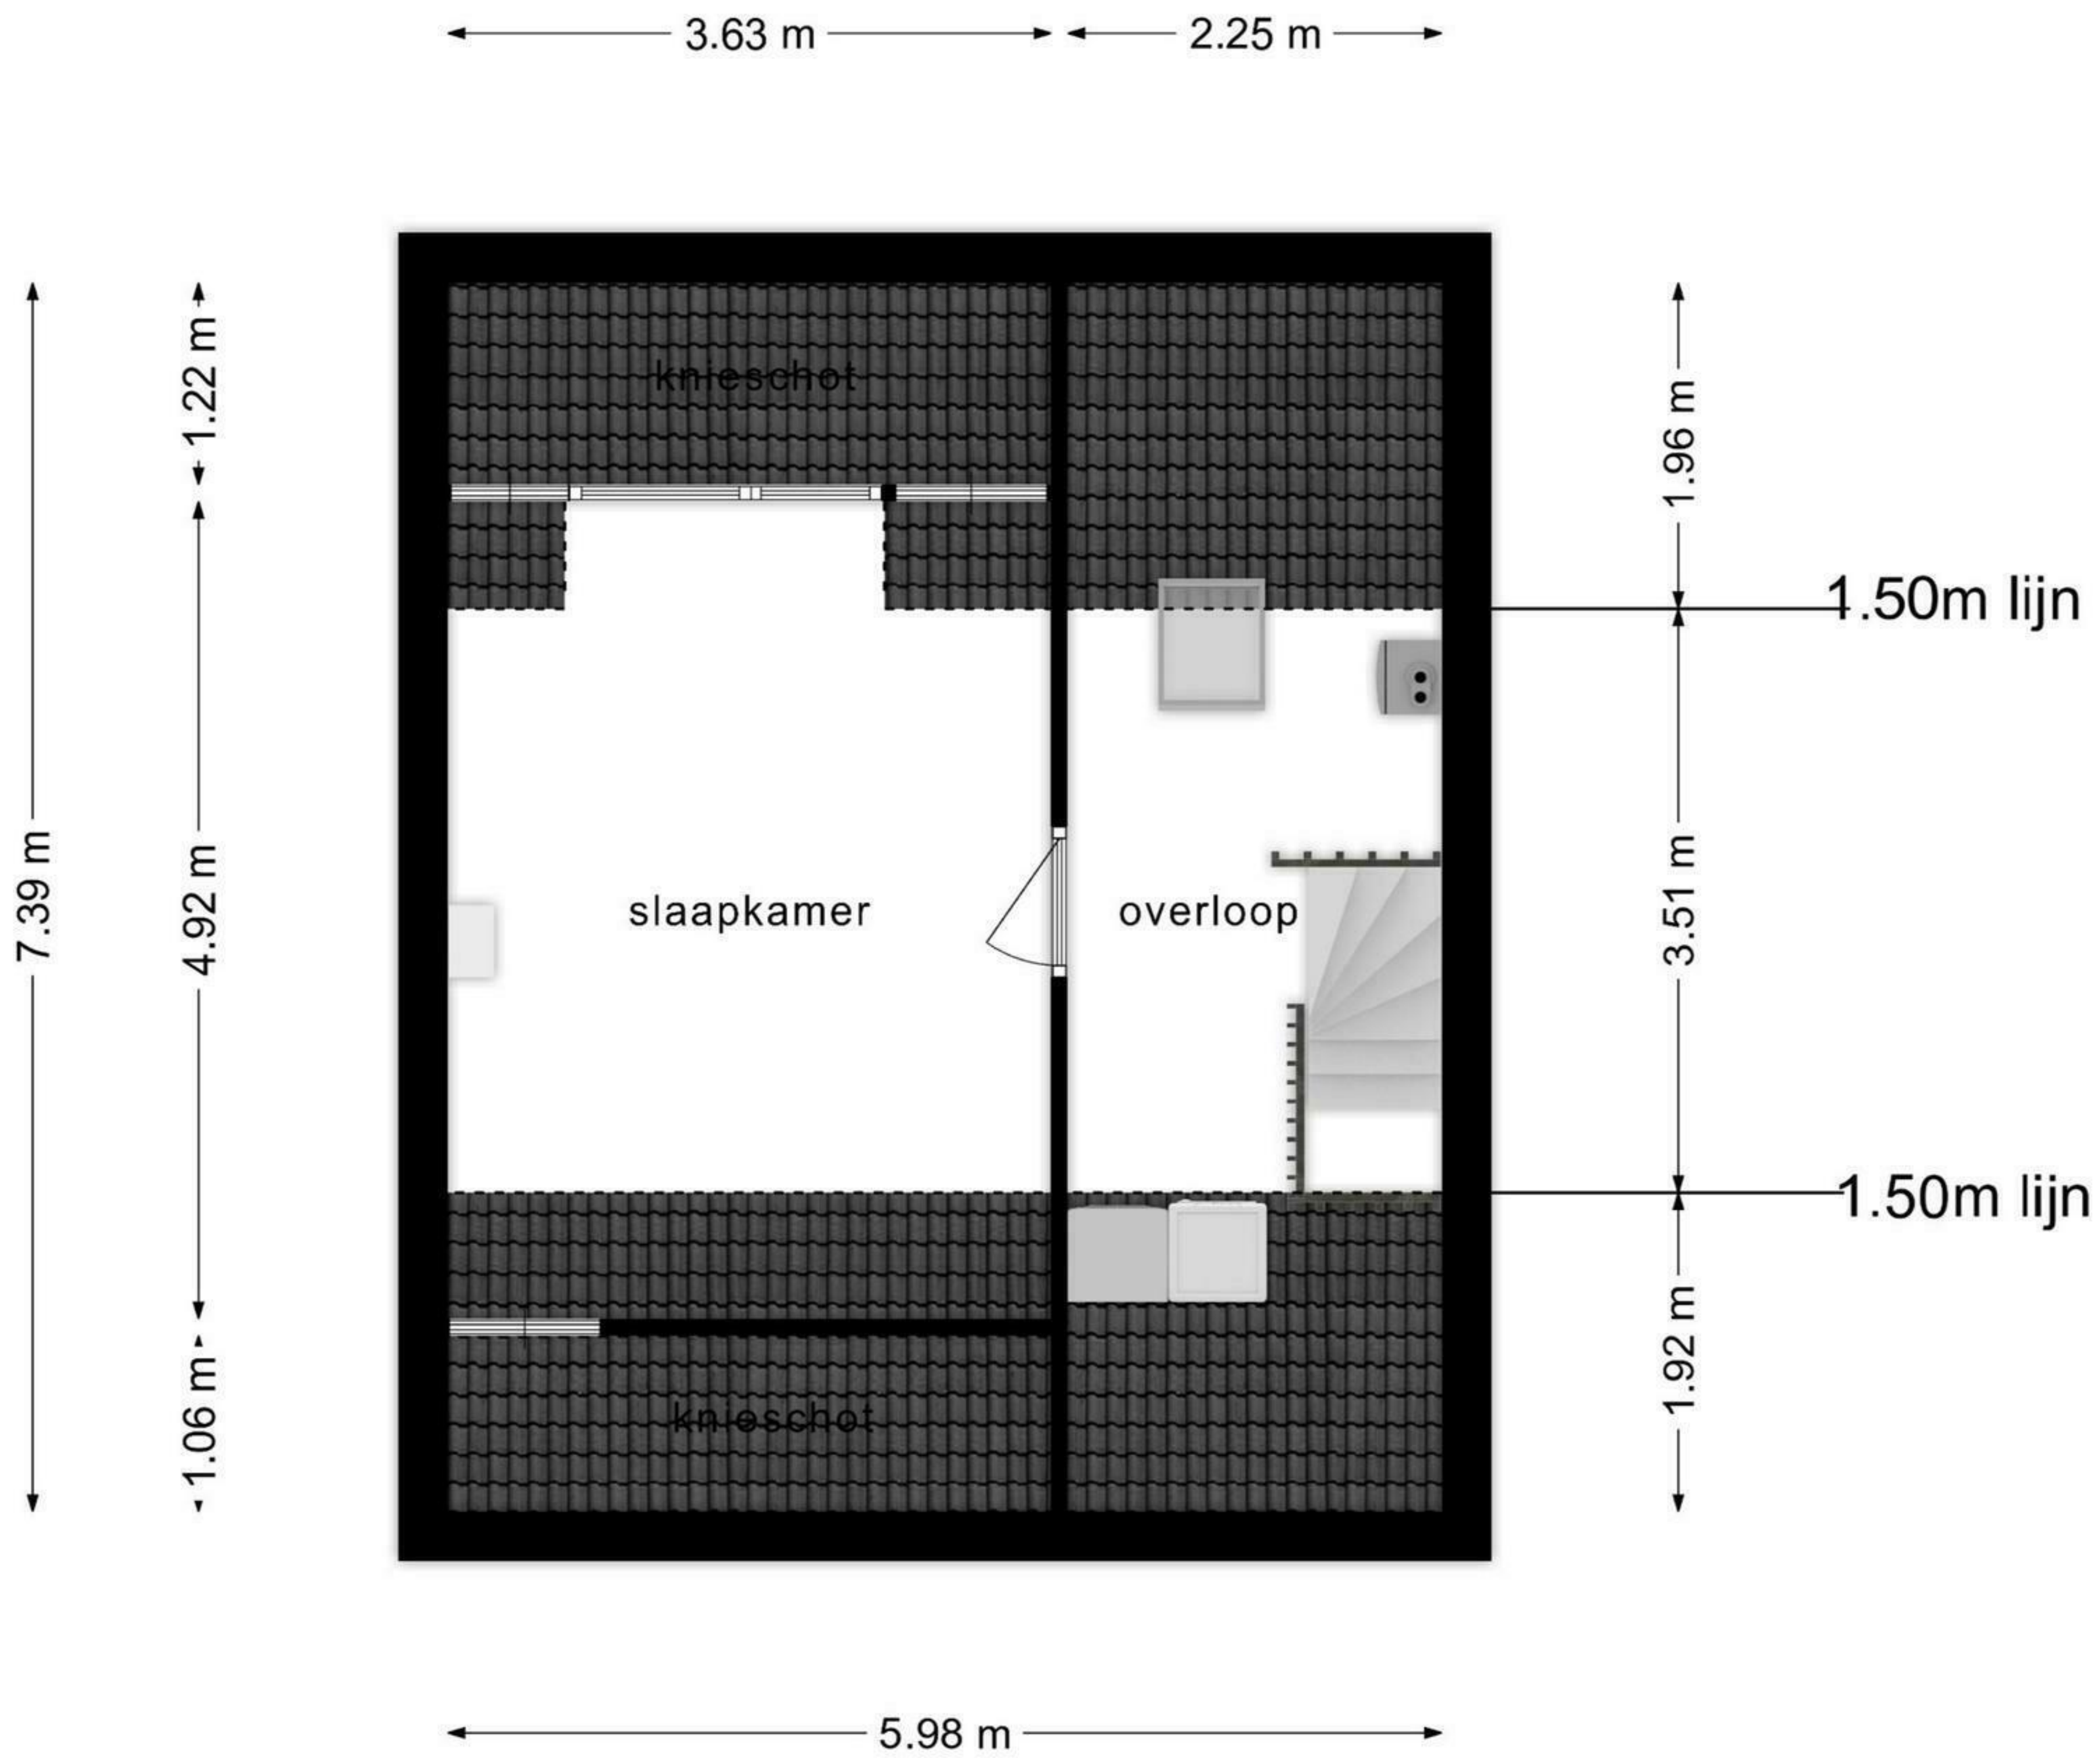 3.63 m
2.25 m
1.22 m
knieschot
1.96 m
1.50m lijn
7.39 m
4.92 m
slaapkamer
overloop
3.51 m
1.50m lijn
1.06 m
knieschot
1.92 m
5.98 m